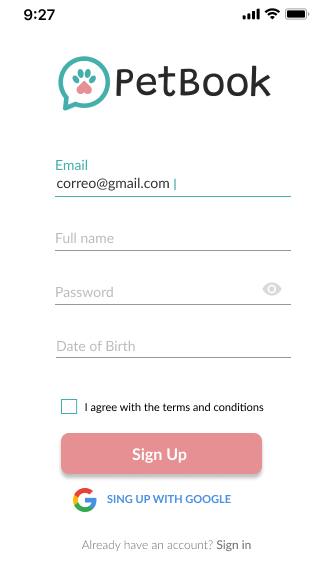 9:27
PetBook
Email
correo@gmail.com
Full name
Password
Date of Birth
I agree with the terms and conditions
Sign Up
SING UP WITH GOOGLE
Already have an account? Sign in